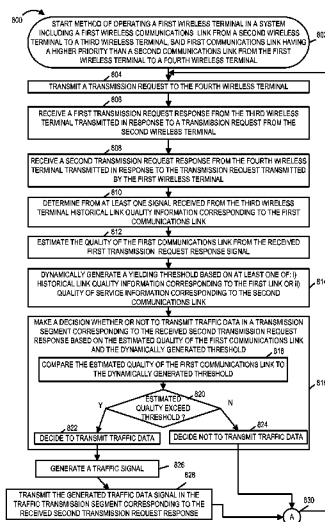 800
START METHOD OF OPERATING A FIRST WIRELESS TERMINAL IN A SYSTEM
INCLUDING A FIRST WIRELESS COMMUNICATIONS LINK FROM A SECOND
WIRELESS TERMINAL TO A THIRD WIRELESS TERMINAL, SAID FIRST COMMUNICATIONS LINK HAVING
A HIGHER PRIORITY THAN A SECOND COMMUNICATIONS LINK FROM THE FIRST
WIRELESS TERMINAL TO A FOURTH WIRELESS TERMINAL
802
804
TRANSMIT A TRANSMISSION REQUEST TO THE FOURTH WIRELESS TERMINAL
806
RECEIVE A FIRST TRANSMISSION REQUEST RESPONSE FROM THE THIRD WIRELESS
TERMINAL TRANSMITTED IN RESPONSE TO A TRANSMISSION REQUEST FROM THE
SECOND WIRELESS TERMINAL
808
RECEIVE A SECOND TRANSMISSION REQUEST RESPONSE FROM THE FOURTH WIRELESS
TERMINAL TRANSMITTED IN RESPONSE TO THE TRANSMISSION REQUEST TRANSMITTED
BY THE FIRST WIRELESS TERMINAL
810
DETERMINE FROM AT LEAST ONE SIGNAL RECEIVED FROM THE THIRD WIRELESS
TERMINAL HISTORICAL LINK QUALITY INFORMATION CORRESPONDING TO THE FIRST
COMMUNICATIONS LINK
812
ESTIMATE THE QUALITY OF THE FIRST COMMUNICATIONS LINK FROM THE RECEIVED
FIRST TRANSMISSION REQUEST RESPONSE SIGNAL
DYNAMICALLY GENERATE A YIELDING THRESHOLD BASED ON AT LEAST ONE OF: i)
HISTORICAL LINK QUALITY INFORMATION CORRESPONDING TO THE FIRST LINK OR ii)
QUALITY OF SERVICE INFORMATION CORRESPONDING TO THE SECOND
COMMUNICATIONS LINK
814
MAKE A DECISION WHETHER OR NOT TO TRANSMIT TRAFFIC DATA IN A TRANSMISSION
SEGMENT CORRESPONDING TO THE RECEIVED SECOND TRANSMISSION REQUEST
RESPONSE BASED ON THE ESTIMATED QUALITY OF THE FIRST COMMUNICATIONS LINK
AND THE DYNAMICALLY GENERATED THRESHOLD
818
COMPARE THE ESTIMATED QUALITY OF THE FIRST COMMUNICATIONS LINK TO
THE DYNAMICALLY GENERATED THRESHOLD
816
820
ESTIMATED
QUALITY EXCEED
THRESHOLD ?
Y
N
822
824
DECIDE TO TRANSMIT TRAFFIC DATA
DECIDE NOT TO TRANSMIT TRAFFIC DATA
826
GENERATE A TRAFFIC SIGNAL
828
TRANSMIT THE GENERATED TRAFFIC DATA SIGNAL IN THE
TRAFFIC TRANSMISSION SEGMENT CORRESPONDING TO THE
RECEIVED SECOND TRANSMISSION REQUEST RESPONSE
830
A